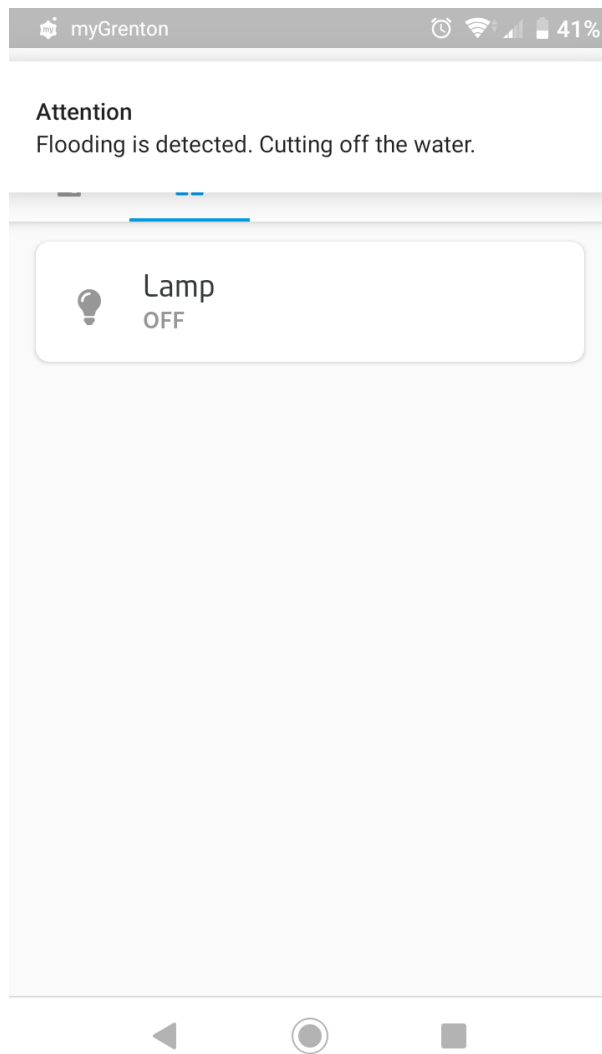 myGrenton 41%
Attention
Flooding is detected. Cutting off the water.
Lamp
OFF